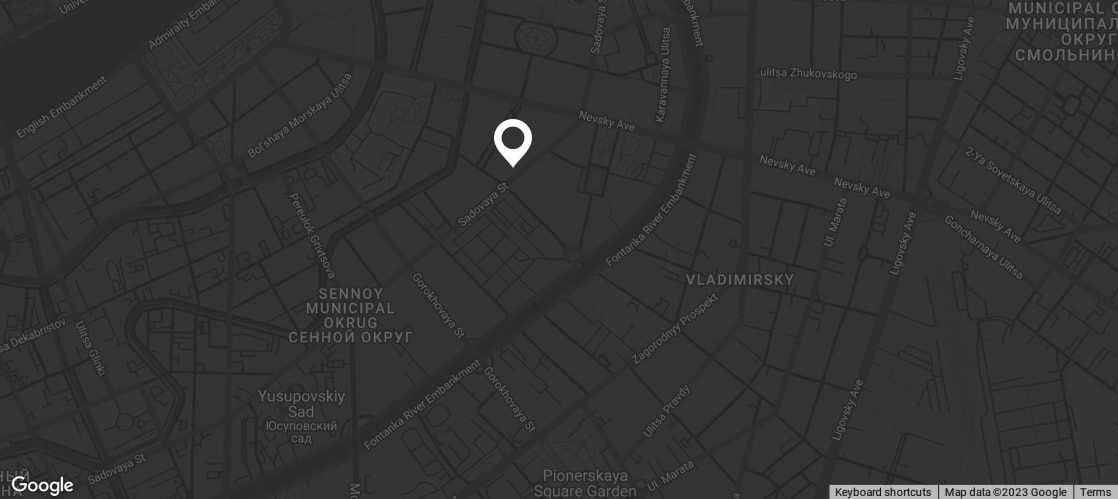 MUNICIPAL
МУНИЦИПАЛ
ОКРУГ
СМОЛЬНИН
Admiralty Emban
Sadovaya S
Embankment
Karavannaya Ulitsa
Ligovsky Ave
ulitsa Zhukovskogo
English Embankment
Bol'shaya Morskaya Ulitsa
Nevsky Ave
Nevsky Ave
Nevsky Ave
2-Ya Sovetskaya Ulitsa
Nevsky Ave
Goncharnaya Ulitsa
Sadovaya St
Pereulok Grivtsova
Fontanka River Embankment
Ul. Marata
Ligovsky Ave
VLADIMIRSKY
SENNOY
MUNICIPAL
OKRUG
СЕННОЙ ОКРУГ
Gorokhovaya St
Zagorodnyy Prospekt
sa Dekabristov
Ulitsa Glinki
Yusupovskiy
Sad
Юсуповский
сад
Fontanka River Embankment
Gorokhovaya St
Ulitsa Pravdy
Ligovsky Ave
Sadovaya St
Ul. Marata
Pionerskaya
Square Garden
НЫЙ
НА
Google
Keyboard shortcuts
Map data ©2023 Google
Terms